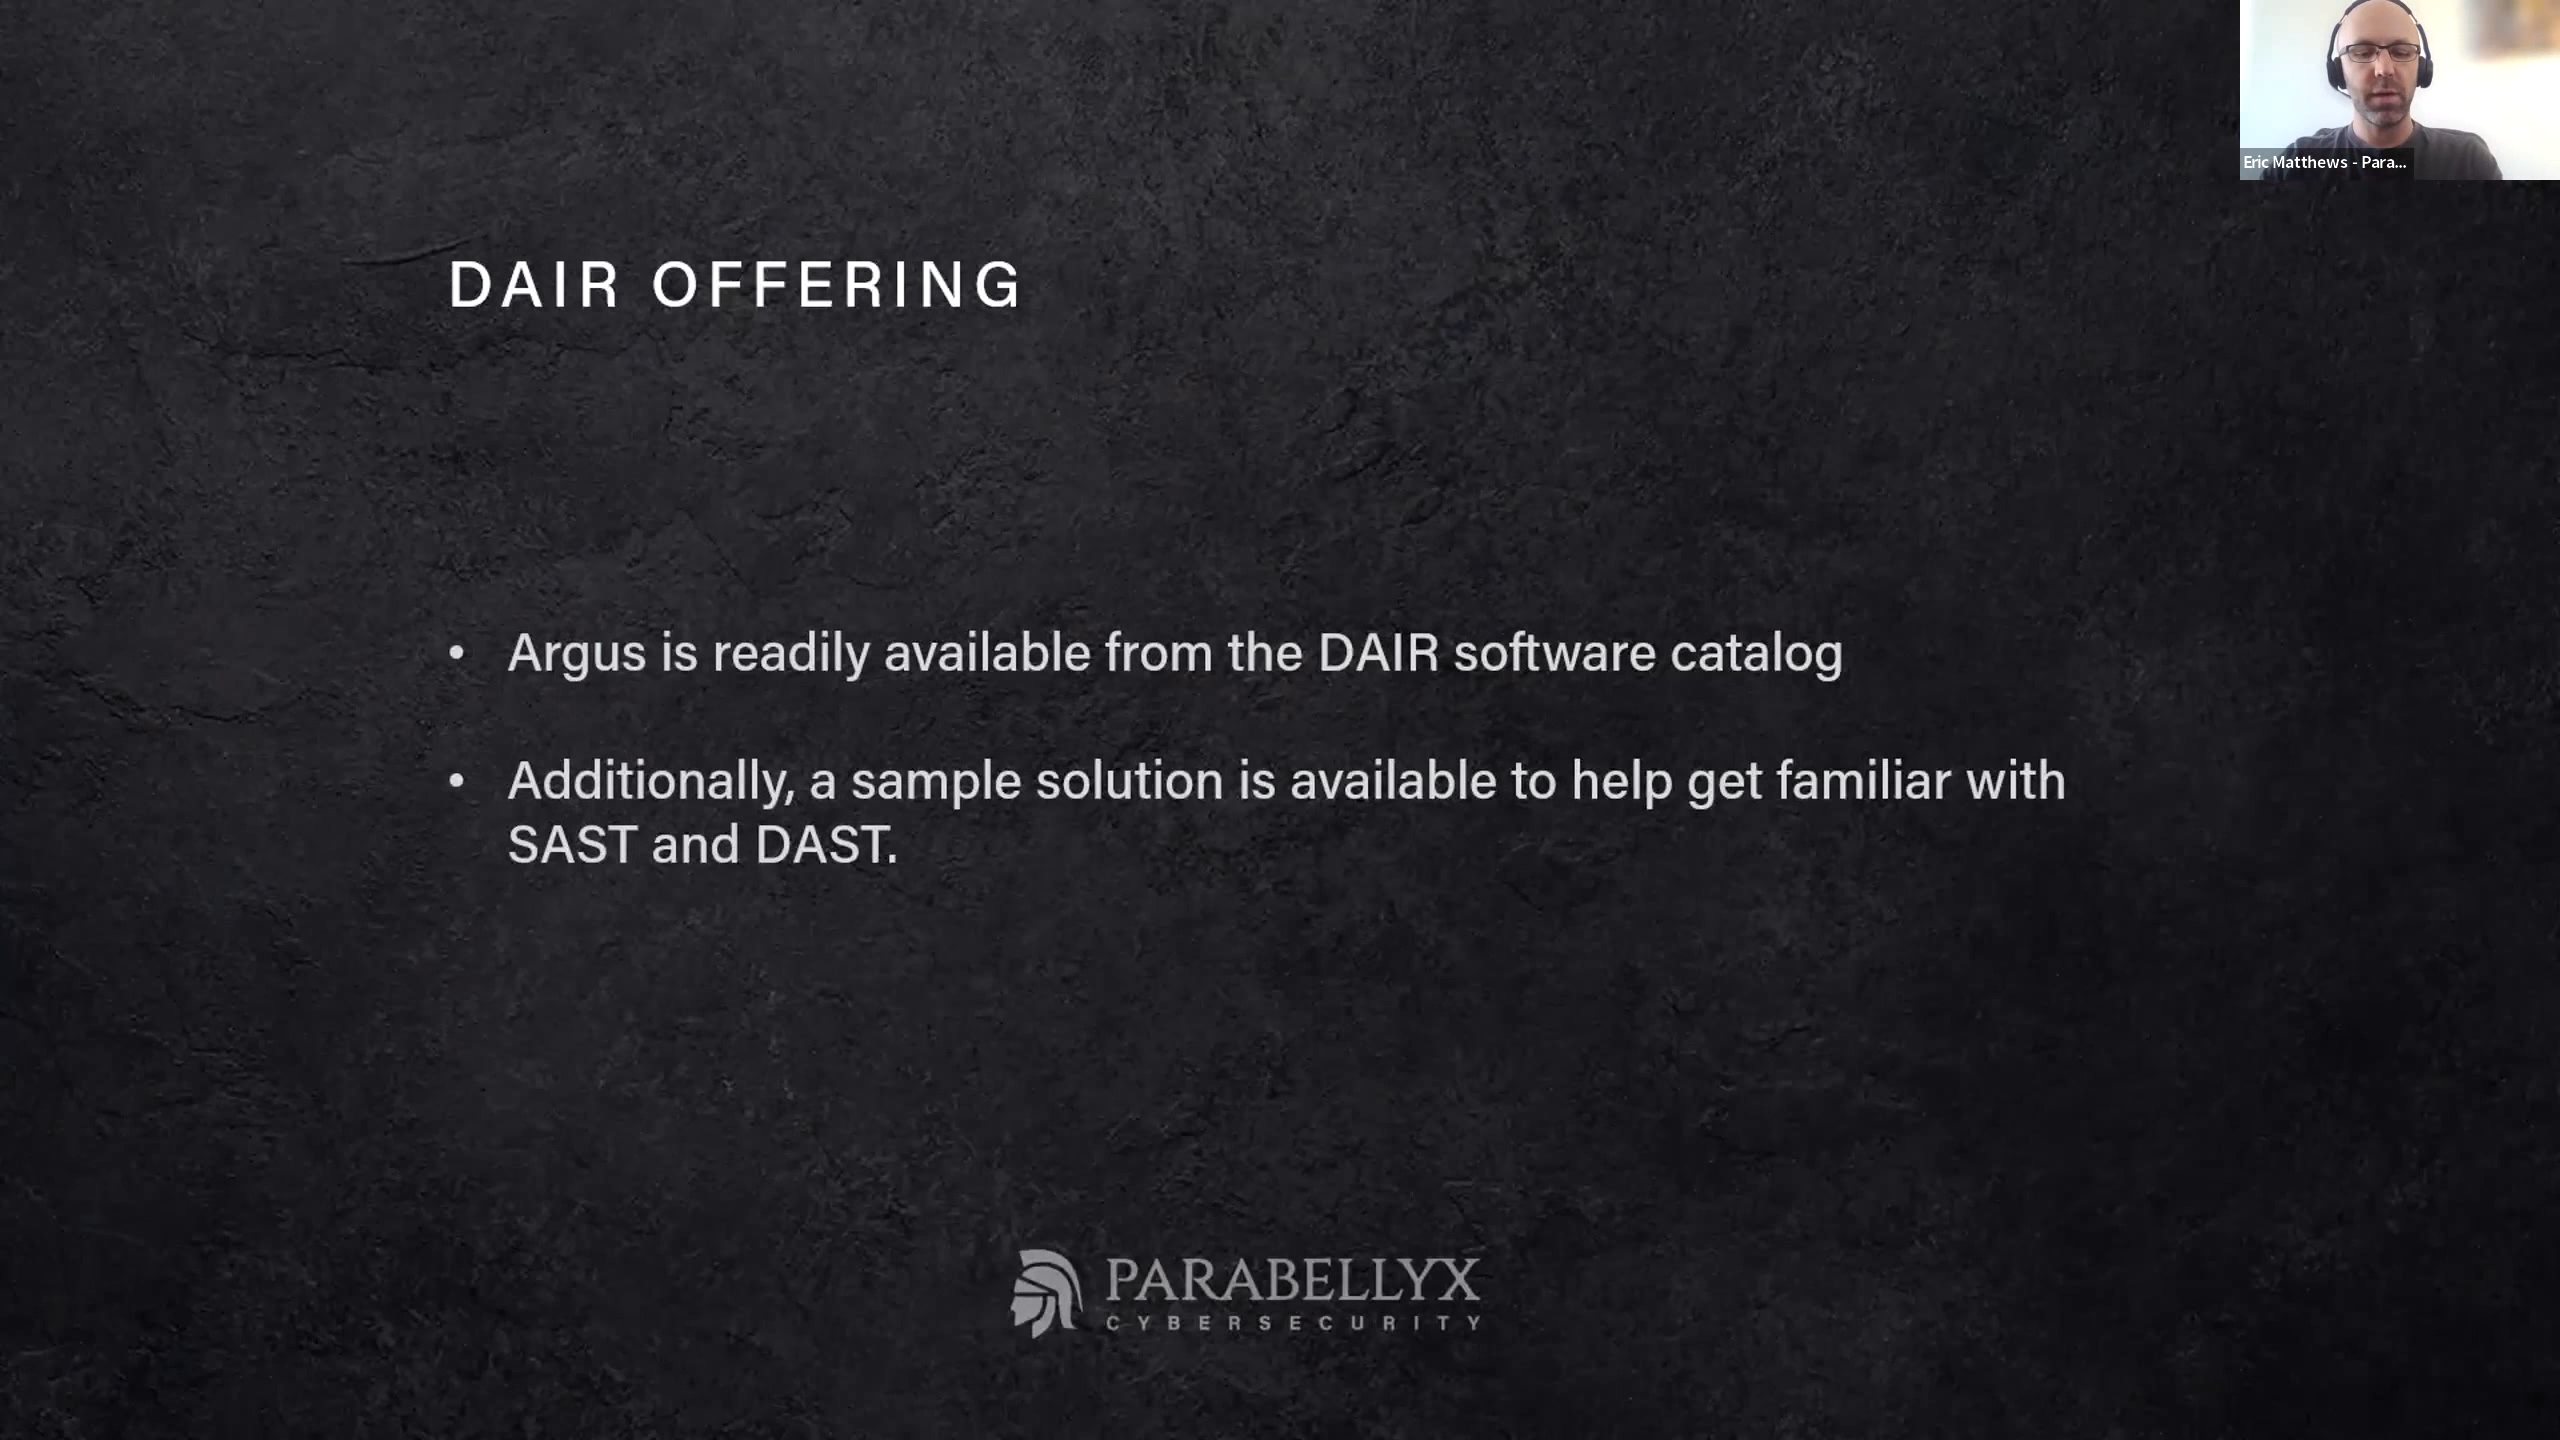 Eric Matthews - Para...
DAIR OFFERING
• Argus is readily available from the DAIR software catalog
• Additionally, a sample solution is available to help get familiar with
SAST and DAST.
PARABELLYX
CYBERSECURITY